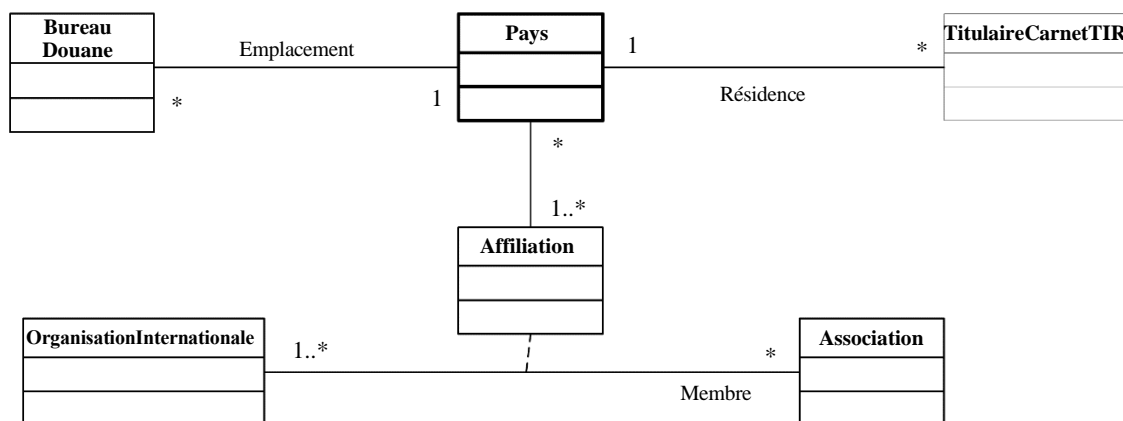 Bureau
Douane
Emplacement
Pays
1
*
TitulaireCarnetTIR
*
1
Résidence
*
1..*
Affiliation
OrganisationInternationale
1..*
*
Association
Membre